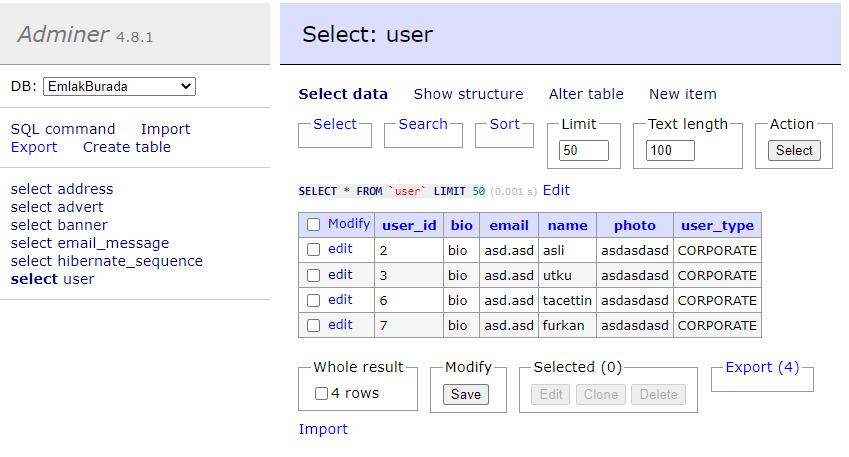 Adminer 4.8.1
DB: EmlakBurada
SQL command Import
Export Create table
select address
select advert
select banner
select email_message
select hibernate_sequence
select user
Select: user
Select data Show structure Alter table New item
Select Search Sort Limit Text length Action
50 100 Select
SELECT * FROM `user` LIMIT 50 (0.001 s) Edit
Modify user_id bio email name photo user_type
edit 2 bio asd.asd asli asdasdasd CORPORATE
edit 3 bio asd.asd utku asdasdasd CORPORATE
edit 6 bio asd.asd tacettin asdasdasd CORPORATE
edit 7 bio asd.asd furkan asdasdasd CORPORATE
Whole result Modify Selected (0) Export (4)
4 rows Save Edit Clone Delete
Import